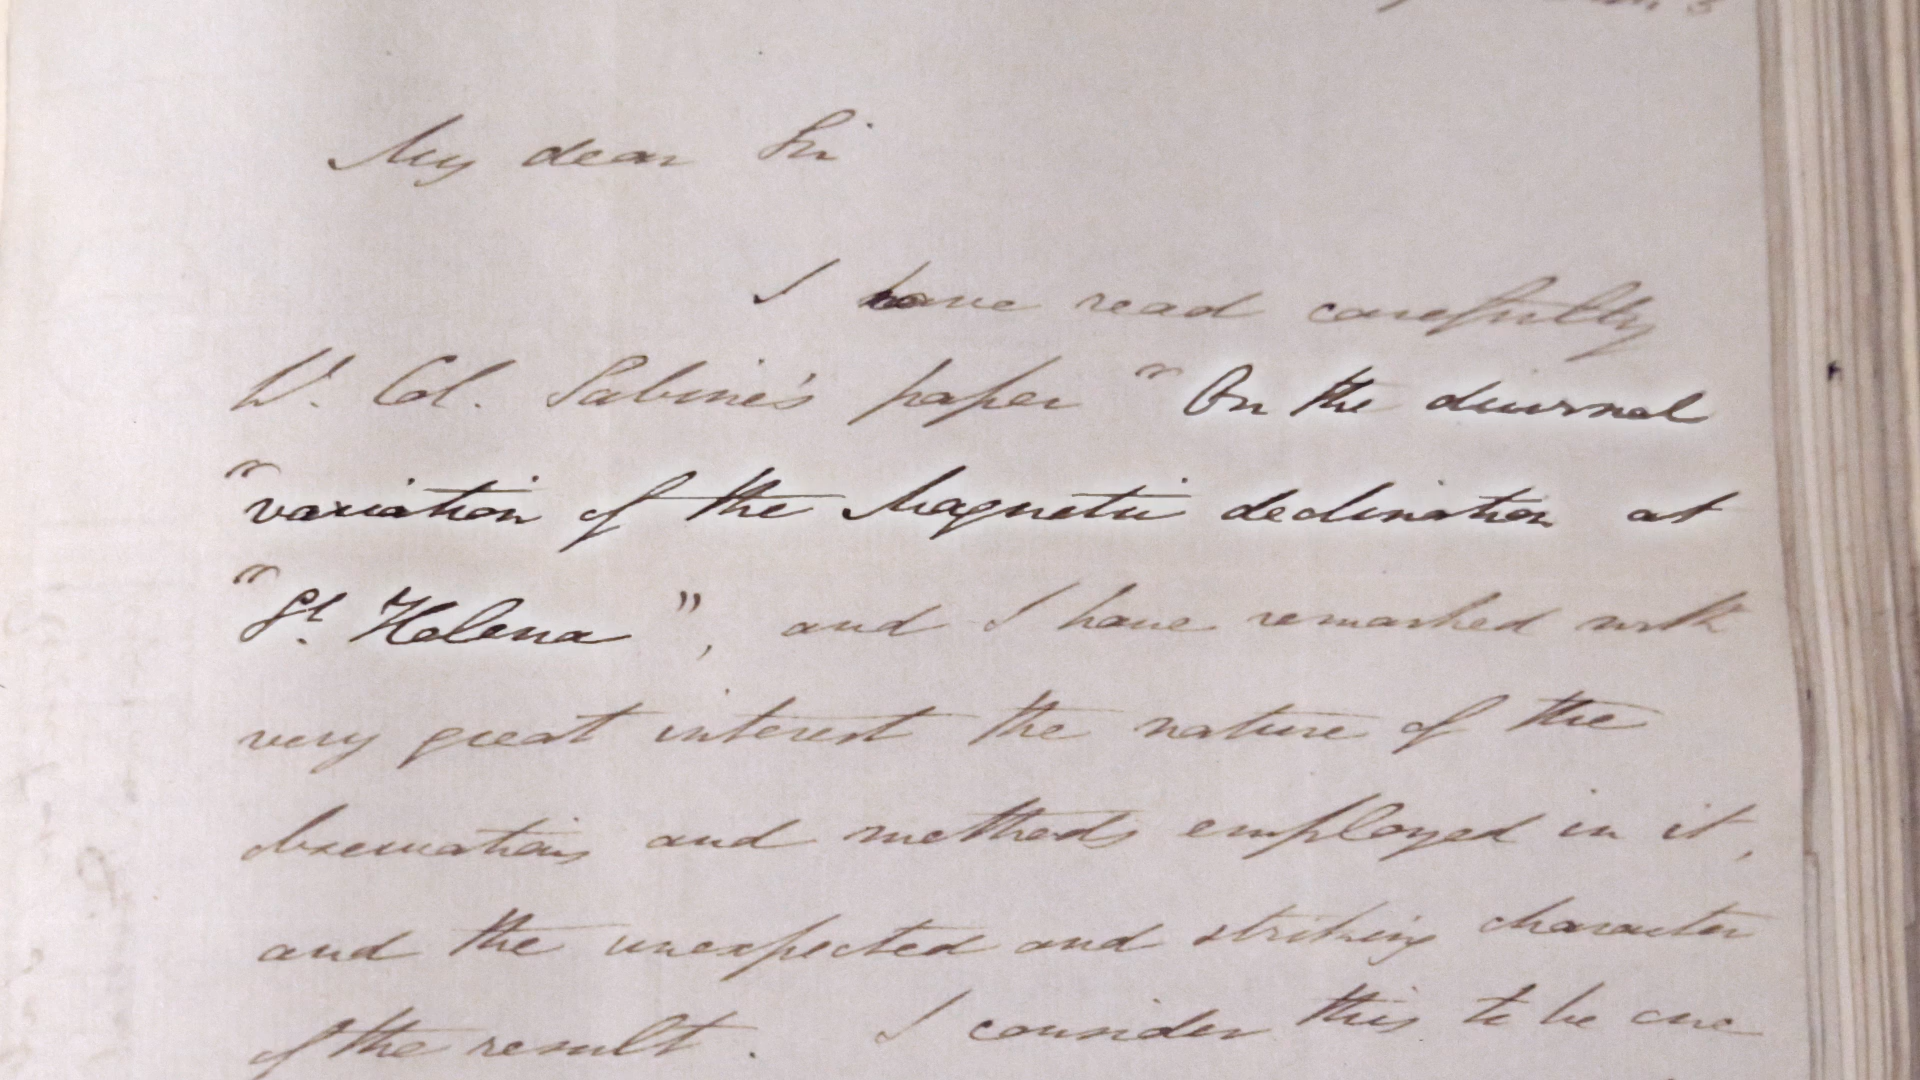 My dear Sir
I have read carefully
Lt. Col. Sabine's paper "On the diurnal
"variation of the Magnetic declination at
"St. Helena", and I have remarked with
very great interest the nature of the
observations and methods employed in it,
and the unexpected and striking character
of the result. I consider this to be one